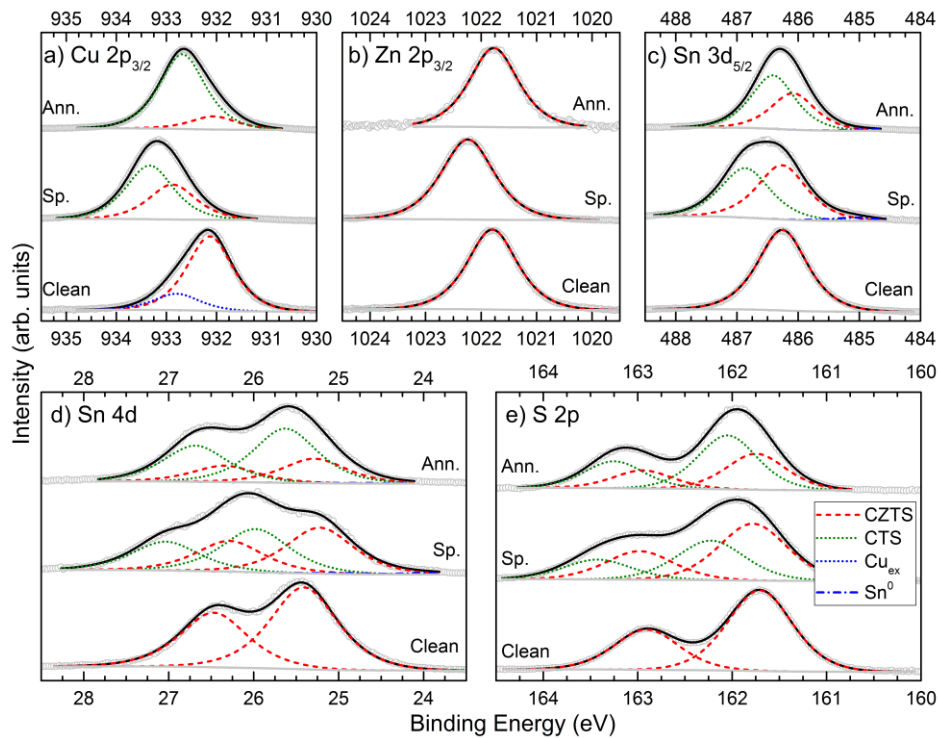 935 934 933 932 931 930
1024 1023 1022 1021 1020
488 487 486 485 484
a) Cu 2p3/2
b) Zn 2p3/2
c) Sn 3d5/2
Ann.
Ann.
Ann.
Sp.
Sp.
Sp.
Clean
Clean
Clean
935 934 933 932 931 930
1024 1023 1022 1021 1020
488 487 486 485 484
Intensity (arb. units)
28 27 26 25 24
164 163 162 161 160
d) Sn 4d
e) S 2p
Ann.
Ann.
Sp.
Sp.
CZTS
CTS
Cuex
Sn0
Clean
Clean
28 27 26 25 24
164 163 162 161 160
Binding Energy (eV)